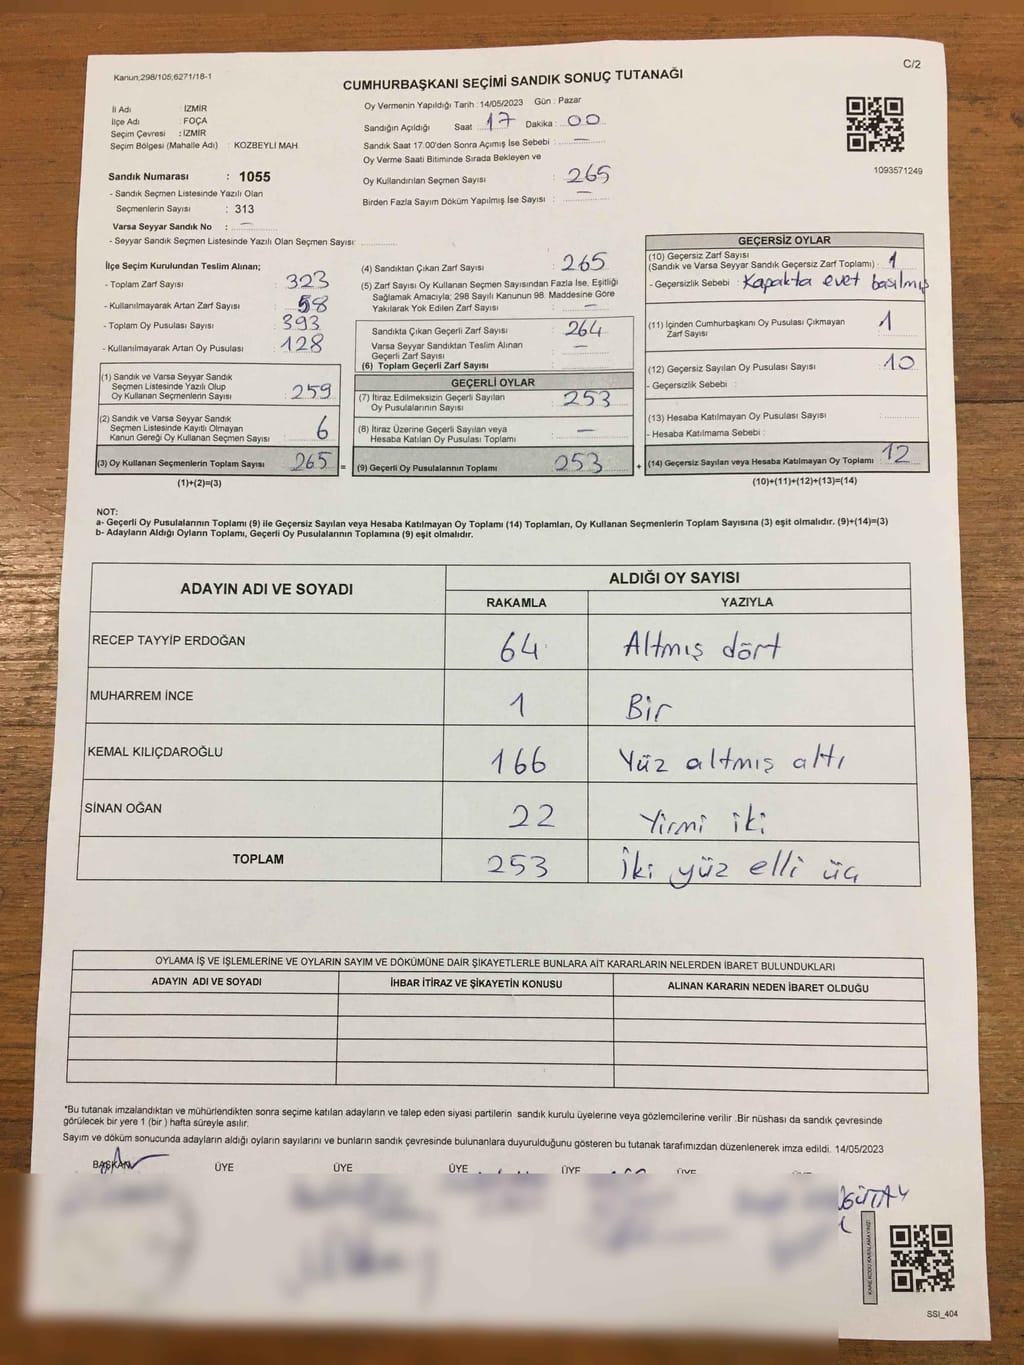 Kanun;298/105,6271/18-1
C/2
CUMHURBAŞKANI SEÇİMİ SANDIK SONUÇ TUTANAĞI
İl Adı : İZMİR
İlçe Adı : FOÇA
Seçim Çevresi : İZMİR
Seçim Bölgesi (Mahalle Adı) : KOZBEYLİ MAH.
Sandık Numarası : 1055
- Sandık Seçmen Listesinde Yazılı Olan
Seçmenlerin Sayısı : 313
Varsa Seyyar Sandık No : —
- Seyyar Sandık Seçmen Listesinde Yazılı Olan Seçmen Sayısı:
Oy Vermenin Yapıldığı Tarih : 14/05/2023 Gün : Pazar
Sandığın Açıldığı Saat : 17 Dakika : 00
Sandık Saat 17.00'den Sonra Açımış İse Sebebi : —
Oy Verme Saati Bitiminde Sırada Bekleyen ve
Oy Kullandırılan Seçmen Sayısı : 265
Birden Fazla Sayım Döküm Yapılmış İse Sayısı : —
1093571249
İlçe Seçim Kurulundan Teslim Alınan;
- Toplam Zarf Sayısı : 323
- Kullanılmayarak Artan Zarf Sayısı : 58
- Toplam Oy Pusulası Sayısı : 393
- Kullanılmayarak Artan Oy Pusulası : 128
(1) Sandık ve Varsa Seyyar Sandık
Seçmen Listesinde Yazılı Olup
Oy Kullanan Seçmenlerin Sayısı : 259
(2) Sandık ve Varsa Seyyar Sandık
Seçmen Listesinde Kayıtlı Olmayan
Kanun Gereği Oy Kullanan Seçmen Sayısı : 6
(3) Oy Kullanan Seçmenlerin Toplam Sayısı 265 =
(1)+(2)=(3)
(4) Sandıktan Çıkan Zarf Sayısı : 265
(5) Zarf Sayısı Oy Kullanan Seçmen Sayısından Fazla İse, Eşitliği
Sağlamak Amacıyla; 298 Sayılı Kanunun 98. Maddesine Göre
Yakılarak Yok Edilen Zarf Sayısı : —
Sandıkta Çıkan Geçerli Zarf Sayısı : 264
Varsa Seyyar Sandıktan Teslim Alınan
Geçerli Zarf Sayısı : —
(6) Toplam Geçerli Zarf Sayısı :
GEÇERLİ OYLAR
(7) İtiraz Edilmeksizin Geçerli Sayılan
Oy Pusulalarının Sayısı : 253
(8) İtiraz Üzerine Geçerli Sayılan veya
Hesaba Katılan Oy Pusulası Toplamı : —
(9) Geçerli Oy Pusulalarının Toplamı 253 +
GEÇERSİZ OYLAR
(10) Geçersiz Zarf Sayısı
(Sandık ve Varsa Seyyar Sandık Geçersiz Zarf Toplamı) : 1
- Geçersizlik Sebebi : Kapakta evet basılmış
(11) İçinden Cumhurbaşkanı Oy Pusulası Çıkmayan
Zarf Sayısı : 1
(12) Geçersiz Sayılan Oy Pusulası Sayısı : 10
- Geçersizlik Sebebi :
(13) Hesaba Katılmayan Oy Pusulası Sayısı :
- Hesaba Katılmama Sebebi :
(14) Geçersiz Sayılan veya Hesaba Katılmayan Oy Toplamı : 12
(10)+(11)+(12)+(13)=(14)
NOT:
a- Geçerli Oy Pusulalarının Toplamı (9) ile Geçersiz Sayılan veya Hesaba Katılmayan Oy Toplamı (14) Toplamları, Oy Kullanan Seçmenlerin Toplam Sayısına (3) eşit olmalıdır. (9)+(14)=(3)
b- Adayların Aldığı Oyların Toplamı, Geçerli Oy Pusulalarının Toplamına (9) eşit olmalıdır.
ADAYIN ADI VE SOYADI ALDIĞI OY SAYISI
RAKAMLA YAZIYLA
RECEP TAYYİP ERDOĞAN 64 Altmış dört
MUHARREM İNCE 1 Bir
KEMAL KILIÇDAROĞLU 166 Yüz altmış altı
SİNAN OĞAN 22 Yirmi iki
TOPLAM 253 İki yüz elli üç
OYLAMA İŞ VE İŞLEMLERİNE VE OYLARIN SAYIM VE DÖKÜMÜNE DAİR ŞİKAYETLERLE BUNLARA AİT KARARLARIN NELERDEN İBARET BULUNDUKLARI
ADAYIN ADI VE SOYADI İHBAR İTİRAZ VE ŞİKAYETİN KONUSU ALINAN KARARIN NEDEN İBARET OLDUĞU
*Bu tutanak imzalandıktan ve mühürlendikten sonra seçime katılan adayların ve talep eden siyasi partilerin sandık kurulu üyelerine veya gözlemcilerine verilir .Bir nüshası da sandık çevresinde
görülecek bir yere 1 (bir ) hafta süreyle asılır.
Sayım ve döküm sonucunda adayların aldığı oyların sayılarını ve bunların sandık çevresinde bulunanlara duyurulduğunu gösteren bu tutanak tarafımızdan düzenlenerek imza edildi. 14/05/2023
BAŞKAN ÜYE ÜYE ÜYE ÜYE ÜYE
SSI_404